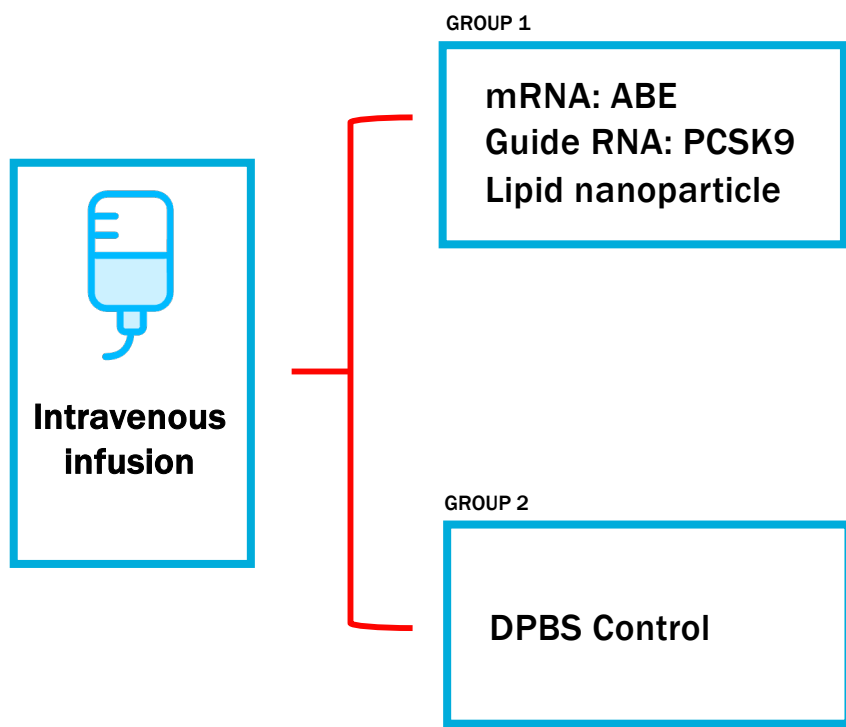 GROUP 1
mRNA: ABE
Guide RNA: PCSK9
Lipid nanoparticle
Intravenous
infusion
GROUP 2
DPBS Control